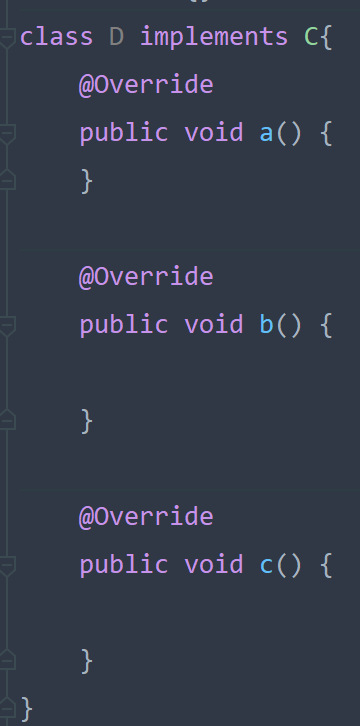 class D implements C{
@Override
public void a() {
}
@Override
public void b() {
}
@Override
public void c() {
}
}